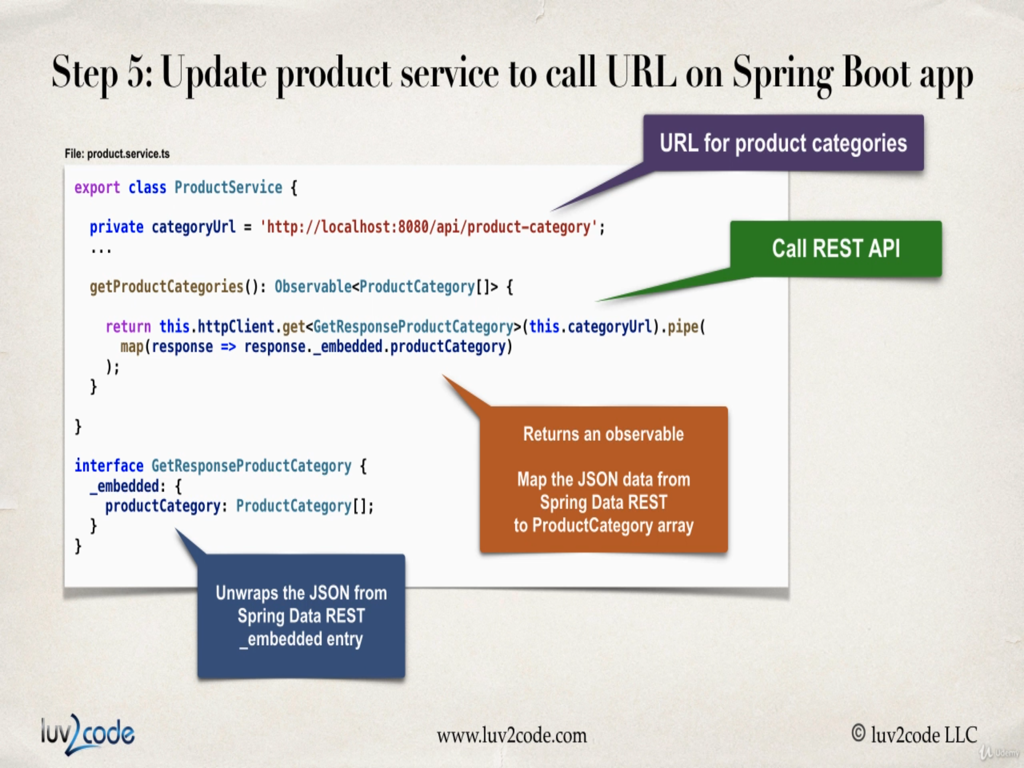 Step 5: Update product service to call URL on Spring Boot app
File: product.service.ts
URL for product categories
export class ProductService {
private categoryUrl = 'http://localhost:8080/api/product-category';
...
Call REST API
getProductCategories(): Observable<ProductCategory[]> {
return this.httpClient.get<GetResponseProductCategory>(this.categoryUrl).pipe(
map(response => response._embedded.productCategory)
);
}
}
Returns an observable
Map the JSON data from
Spring Data REST
to ProductCategory array
interface GetResponseProductCategory {
_embedded: {
productCategory: ProductCategory[];
}
}
Unwraps the JSON from
Spring Data REST
_embedded entry
luv2code
www.luv2code.com
© luv2code LLC
Udemy